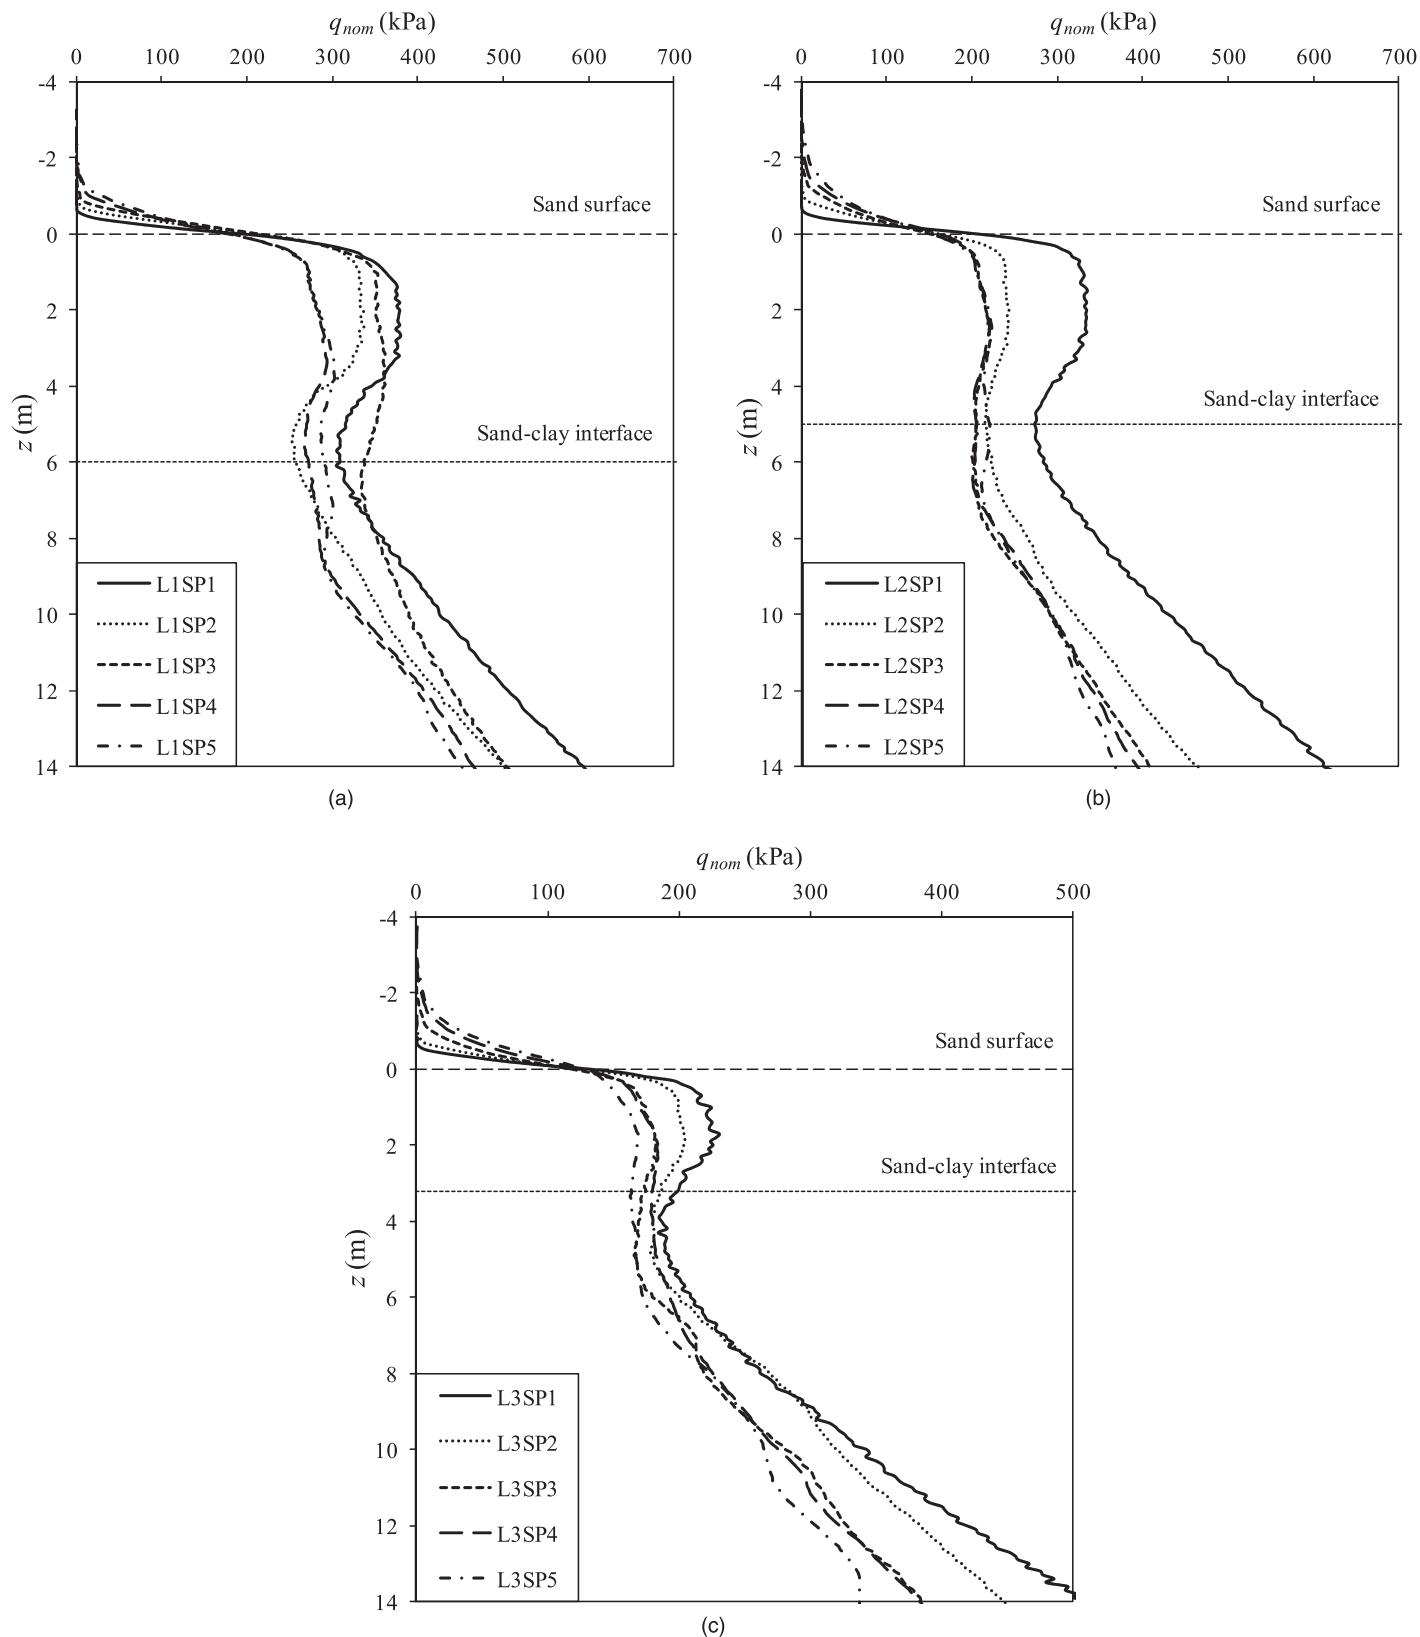 q_nom (kPa)
0 100 200 300 400 500 600 700
-4
-2
Sand surface
0
2
4
z (m)
Sand-clay interface
6
8
L1SP1
L1SP2
10
L1SP3
L1SP4
12
L1SP5
14
(a)
q_nom (kPa)
0 100 200 300 400 500 600 700
-4
-2
Sand surface
0
2
4
Sand-clay interface
z (m)
6
8
L2SP1
L2SP2
10
L2SP3
L2SP4
12
L2SP5
14
(b)
q_nom (kPa)
0 100 200 300 400 500
-4
-2
Sand surface
0
2
Sand-clay interface
4
z (m)
6
8
L3SP1
L3SP2
10
L3SP3
L3SP4
12
L3SP5
14
(c)